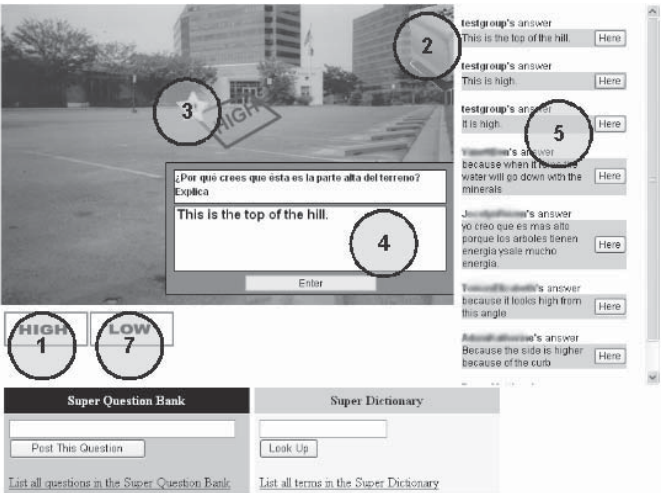 2
3
HIGH
¿Por qué crees que ésta es la parte alta del terreno?
Explica
This is the top of the hill.
4
Enter
testgroup's answer
This is the top of the hill.
Here
testgroup's answer
This is high.
Here
testgroup's answer
It is high.
Here
5
's answer
because when it the
water will go down with the
minerals
Here
's answer
yo creo que es mas alto
porque los arboles tienen
energia ysale mucho
energia.
Here
's answer
because it looks high from
this angle
Here
's answer
Because the side is higher
because of the curb
Here
HIGH
1
LOW
7
Super Question Bank
Post This Question
List all questions in the Super Question Bank
Super Dictionary
Look Up
List all terms in the Super Dictionary